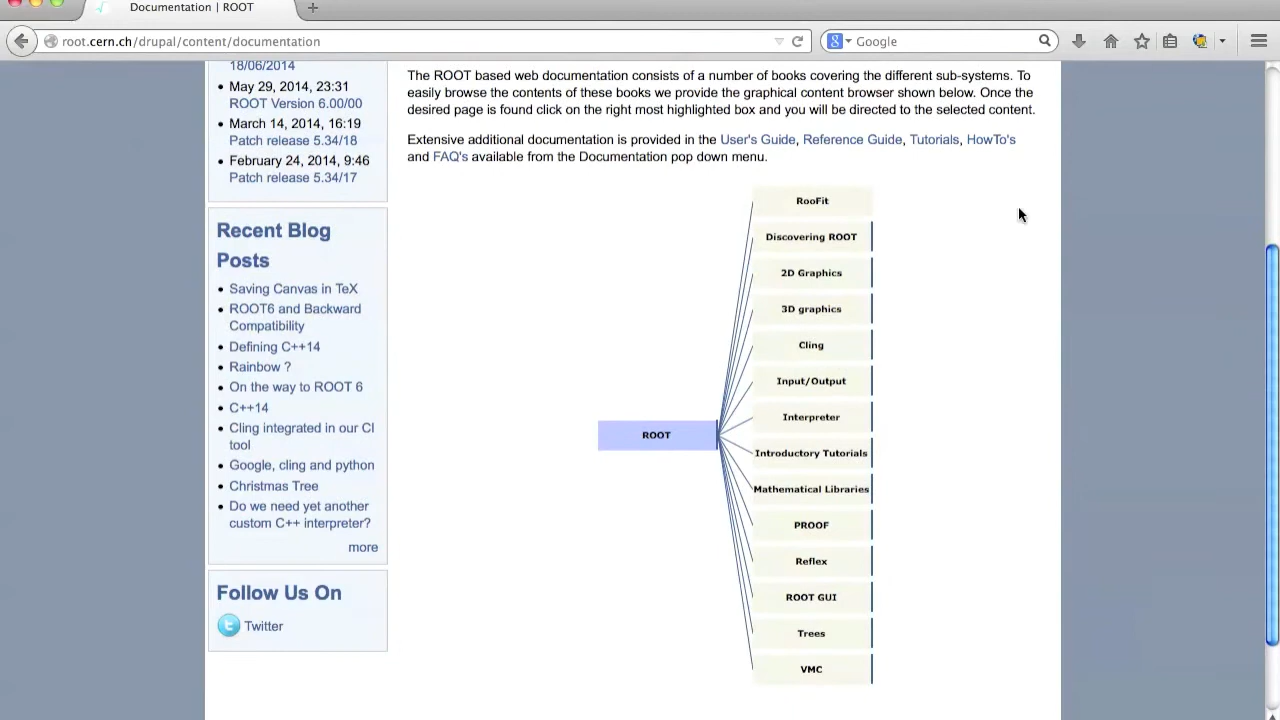 Documentation | ROOT
root.cern.ch/drupal/content/documentation
Google
18/06/2014
May 29, 2014, 23:31
ROOT Version 6.00/00
March 14, 2014, 16:19
Patch release 5.34/18
February 24, 2014, 9:46
Patch release 5.34/17
Recent Blog
Posts
Saving Canvas in TeX
ROOT6 and Backward
Compatibility
Defining C++14
Rainbow ?
On the way to ROOT 6
C++14
Cling integrated in our CI
tool
Google, cling and python
Christmas Tree
Do we need yet another
custom C++ interpreter?
more
Follow Us On
Twitter
The ROOT based web documentation consists of a number of books covering the different sub-systems. To
easily browse the contents of these books we provide the graphical content browser shown below. Once the
desired page is found click on the right most highlighted box and you will be directed to the selected content.
Extensive additional documentation is provided in the User's Guide, Reference Guide, Tutorials, HowTo's
and FAQ's available from the Documentation pop down menu.
ROOT
RooFit
Discovering ROOT
2D Graphics
3D graphics
Cling
Input/Output
Interpreter
Introductory Tutorials
Mathematical Libraries
PROOF
Reflex
ROOT GUI
Trees
VMC